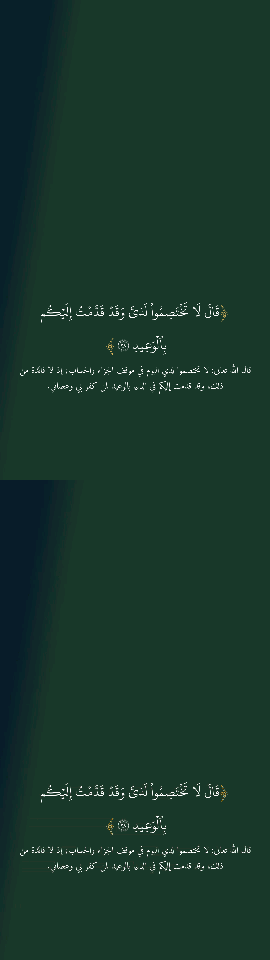 ﴿قَالَ لَا تَخْتَصِمُوا۟ لَدَىَّ وَقَدْ قَدَّمْتُ إِلَيْكُم
بِٱلْوَعِيدِ ۝٢٨﴾
قال الله تعالى: لا تختصموا لدي اليوم في موقف الجزاء والحساب؛ إذ لا فائدة من
ذلك، وقد قدمت إليكم في الدنيا بالوعيد لمن كفر بي وعصاني.
﴿قَالَ لَا تَخْتَصِمُوا۟ لَدَىَّ وَقَدْ قَدَّمْتُ إِلَيْكُم
بِٱلْوَعِيدِ ۝٢٨﴾
قال الله تعالى: لا تختصموا لدي اليوم في موقف الجزاء والحساب؛ إذ لا فائدة من
ذلك، وقد قدمت إليكم في الدنيا بالوعيد لمن كفر بي وعصاني.